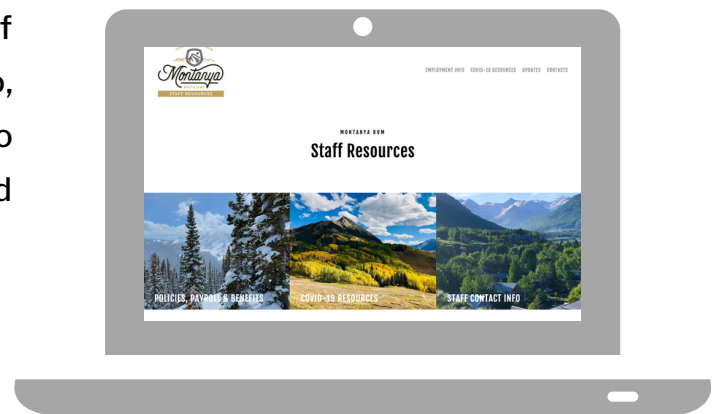 f
,
o
d
Montanya
DISTILLERS
STAFF RESOURCES
EMPLOYMENT INFO COVID-19 RESOURCES UPDATES CONTACTS
MONTANYA RUM
Staff Resources
POLICIES, PAYROLL & BENEFITS
COVID-19 RESOURCES
STAFF CONTACT INFO